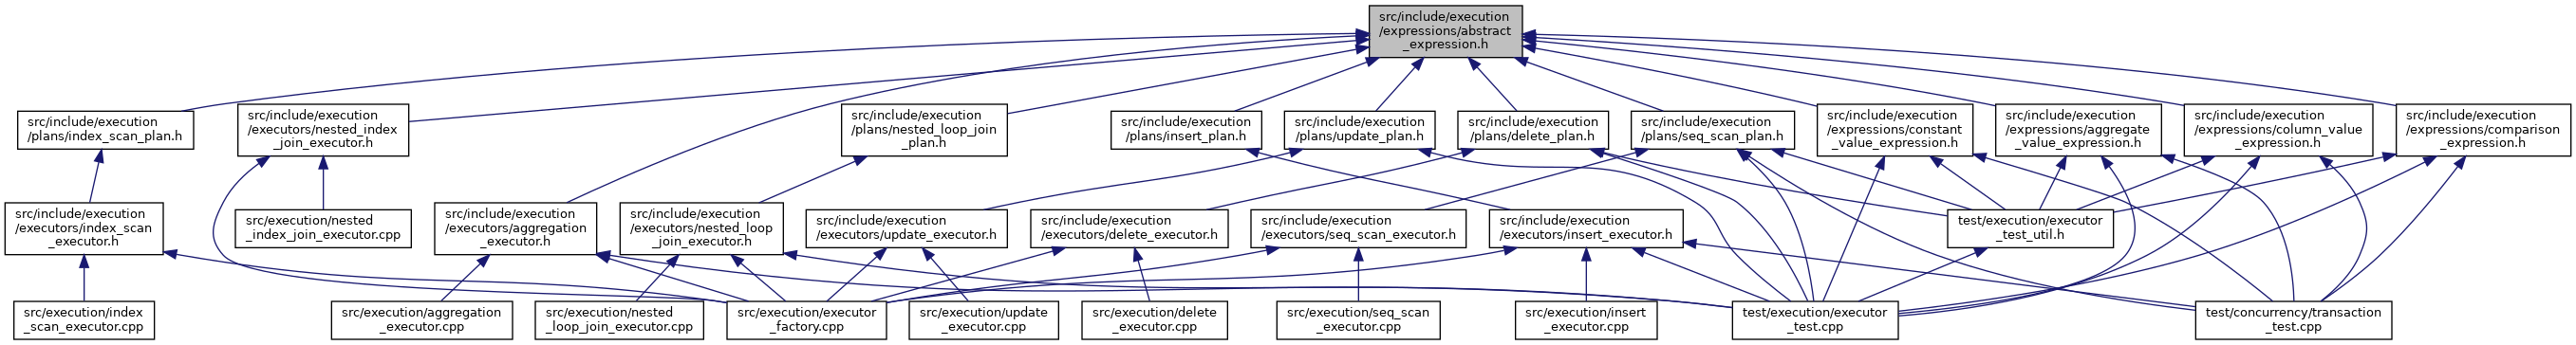 src/include/execution
/expressions/abstract
_expression.h
src/include/execution
/plans/index_scan_plan.h
src/include/execution
/executors/nested_index
_join_executor.h
src/include/execution
/plans/nested_loop_join
_plan.h
src/include/execution
/plans/insert_plan.h
src/include/execution
/plans/update_plan.h
src/include/execution
/plans/delete_plan.h
src/include/execution
/plans/seq_scan_plan.h
src/include/execution
/expressions/constant
_value_expression.h
src/include/execution
/expressions/aggregate
_value_expression.h
src/include/execution
/expressions/column_value
_expression.h
src/include/execution
/expressions/comparison
_expression.h
src/include/execution
/executors/index_scan
_executor.h
src/execution/nested
_index_join_executor.cpp
src/include/execution
/executors/aggregation
_executor.h
src/include/execution
/executors/nested_loop
_join_executor.h
src/include/execution
/executors/update_executor.h
src/include/execution
/executors/delete_executor.h
src/include/execution
/executors/seq_scan_executor.h
src/include/execution
/executors/insert_executor.h
test/execution/executor
_test_util.h
src/execution/index
_scan_executor.cpp
src/execution/aggregation
_executor.cpp
src/execution/nested
_loop_join_executor.cpp
src/execution/executor
_factory.cpp
src/execution/update
_executor.cpp
src/execution/delete
_executor.cpp
src/execution/seq_scan
_executor.cpp
src/execution/insert
_executor.cpp
test/execution/executor
_test.cpp
test/concurrency/transaction
_test.cpp